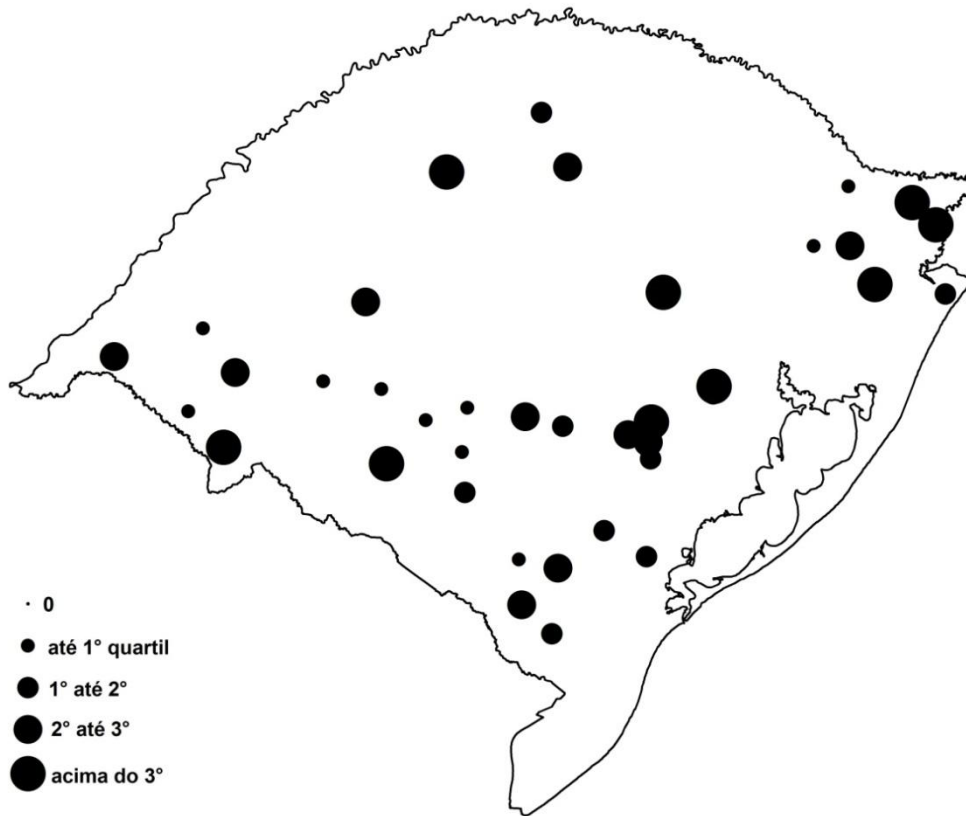 0
até 1° quartil
1° até 2°
2° até 3°
acima do 3°